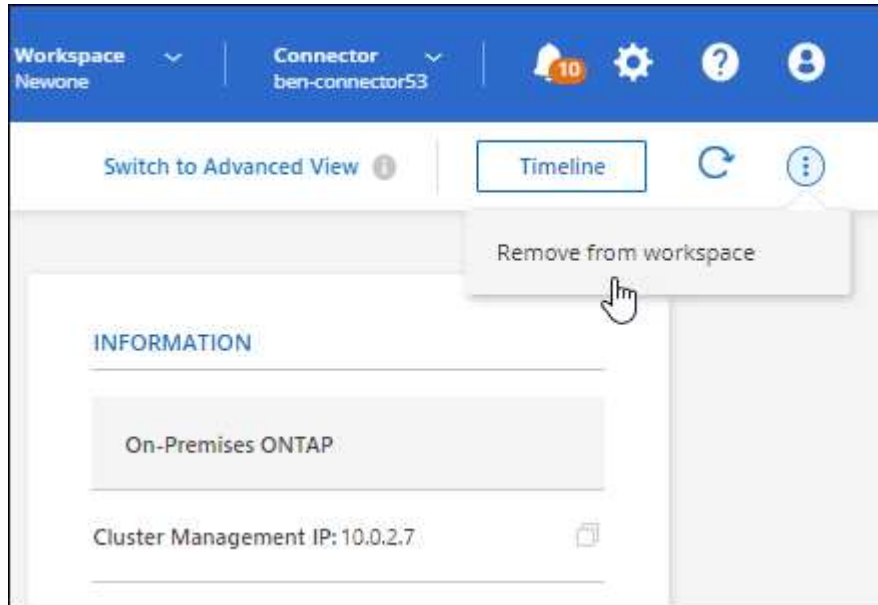 Workspace
Newone
Connector
ben-connector53
10
Switch to Advanced View
Timeline
Remove from workspace
INFORMATION
On-Premises ONTAP
Cluster Management IP: 10.0.2.7